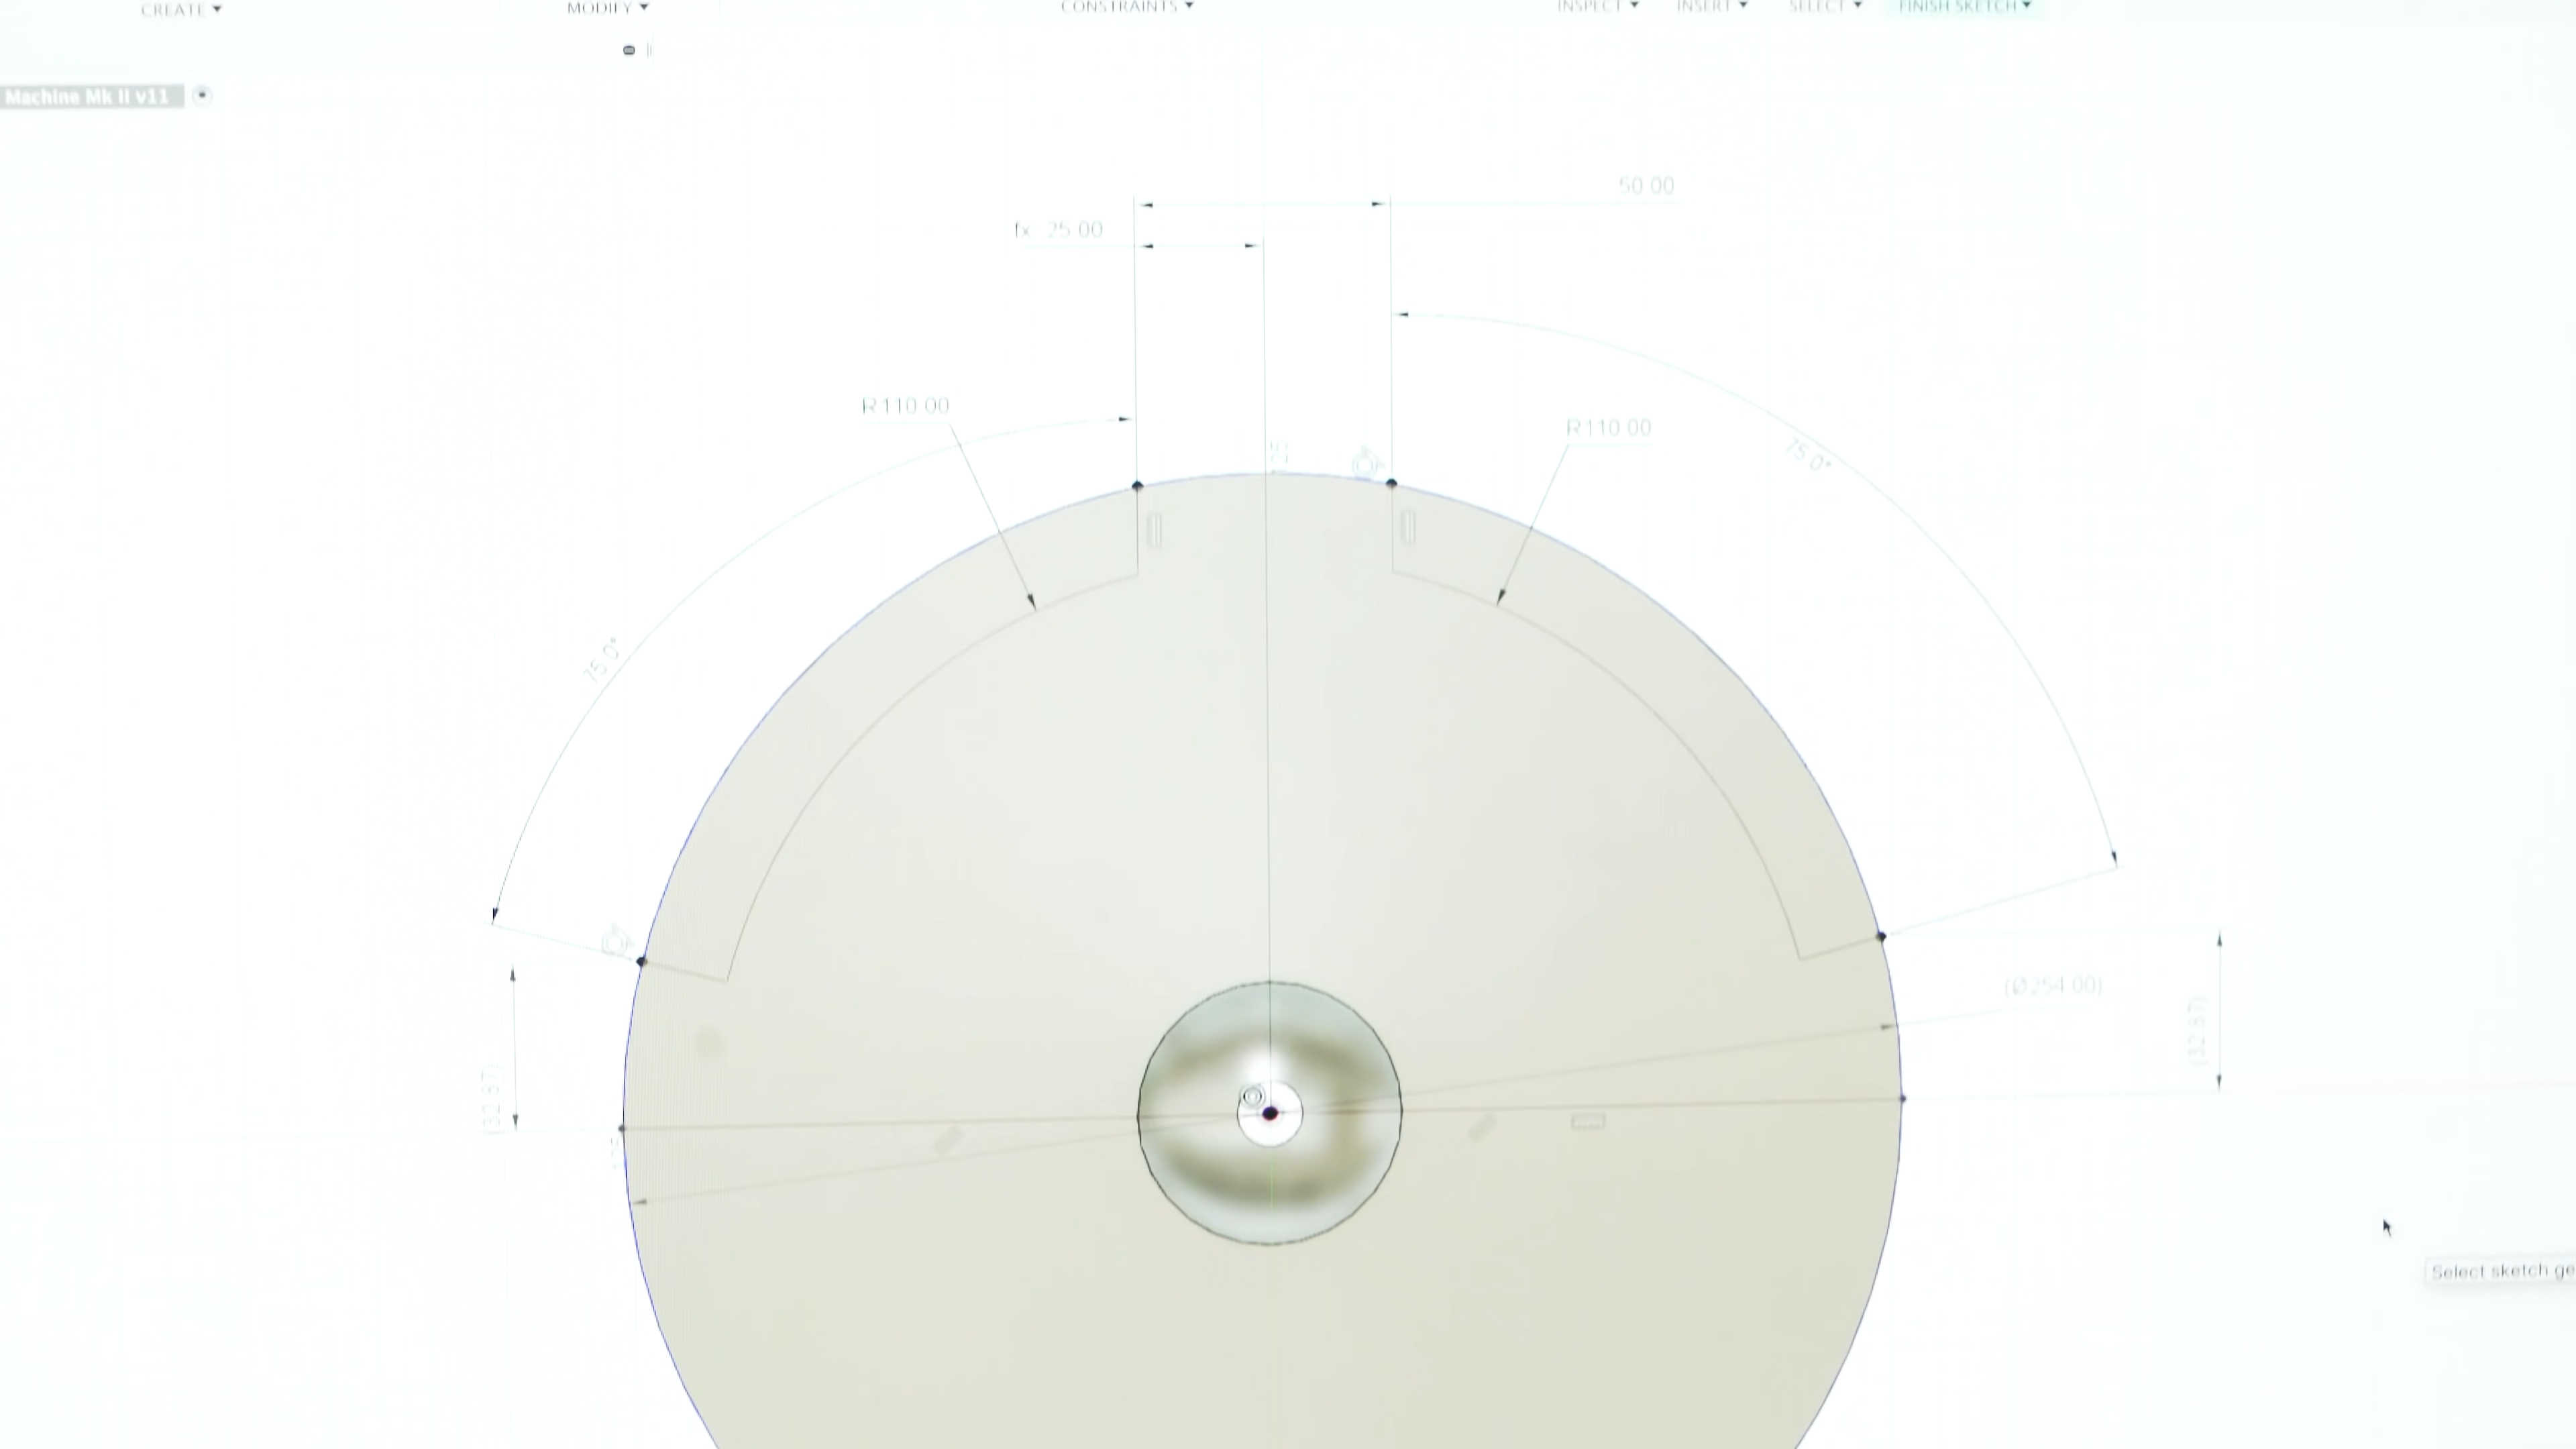 CREATE
MODIFY
CONSTRAINTS
INSPECT
INSERT
SELECT
FINISH SKETCH
Machine Mk II v11
50.00
fx: 25.00
R110.00
R110.00
125
75.0°
75.0°
(Ø254.00)
(32.87)
(32.87)
Select sketch ge